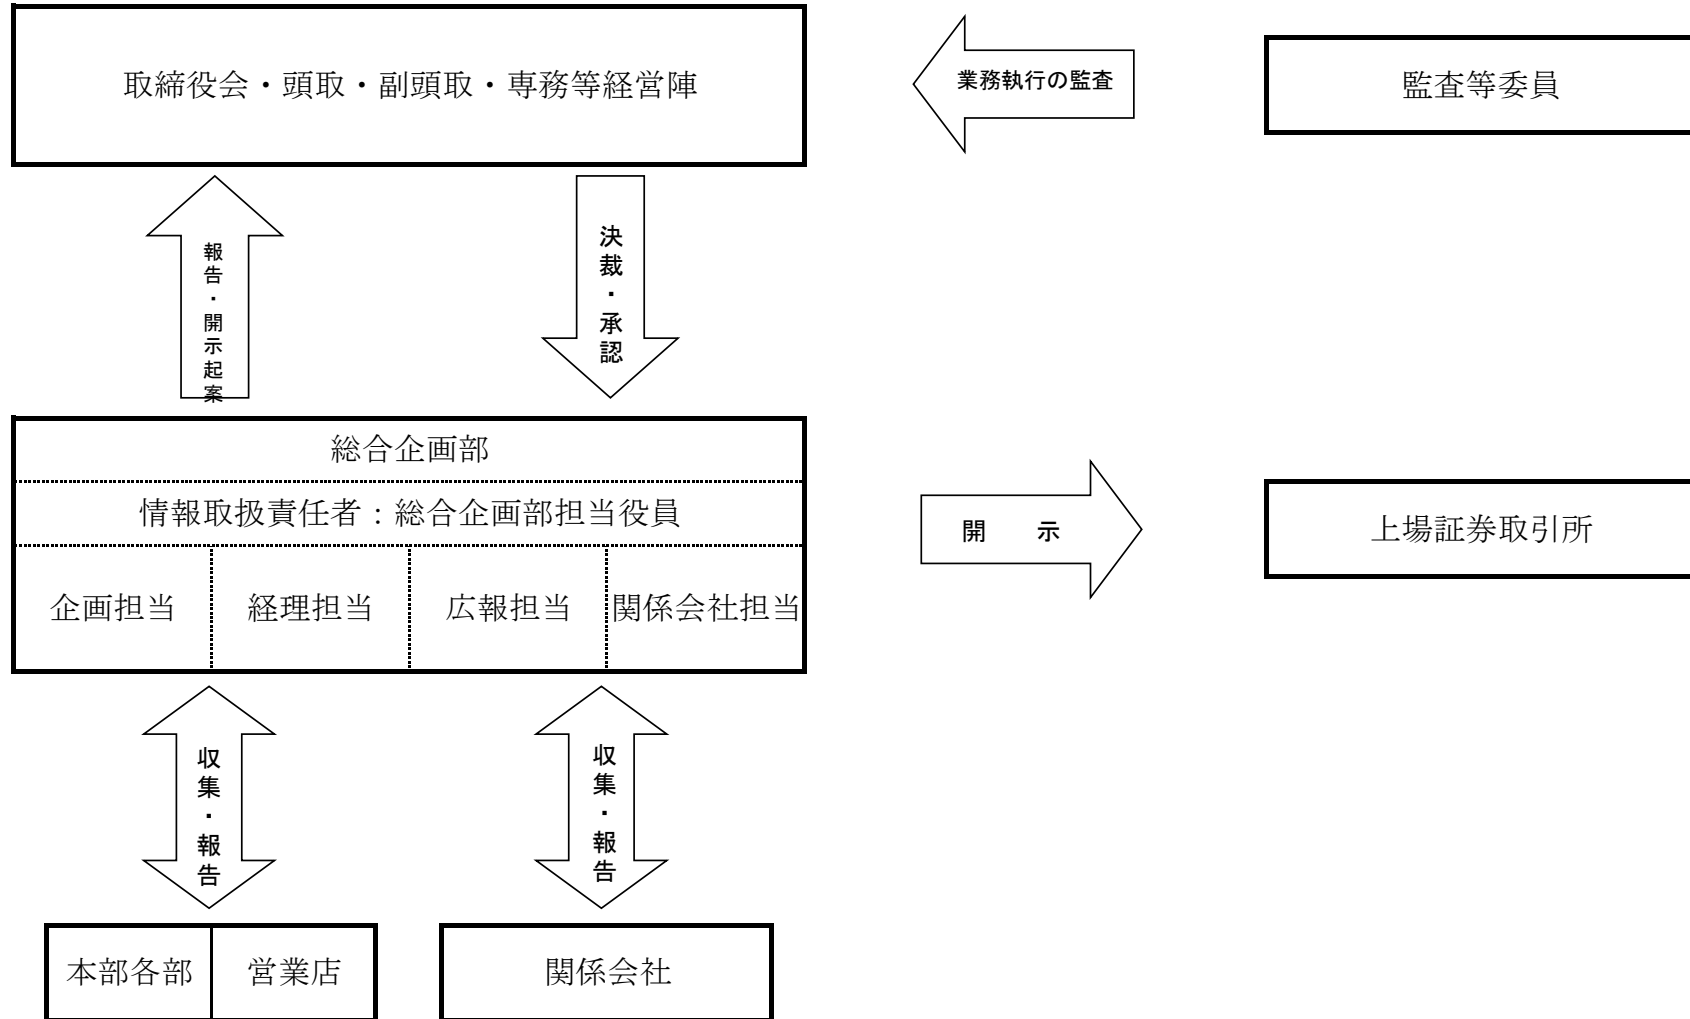 取締役会・頭取・副頭取・専務等経営陣
業務執行の監査
監査等委員
報告・開示起案
決裁・承認
総合企画部
情報取扱責任者：総合企画部担当役員
企画担当
経理担当
広報担当
関係会社担当
開　　示
上場証券取引所
収集・報告
収集・報告
本部各部
営業店
関係会社